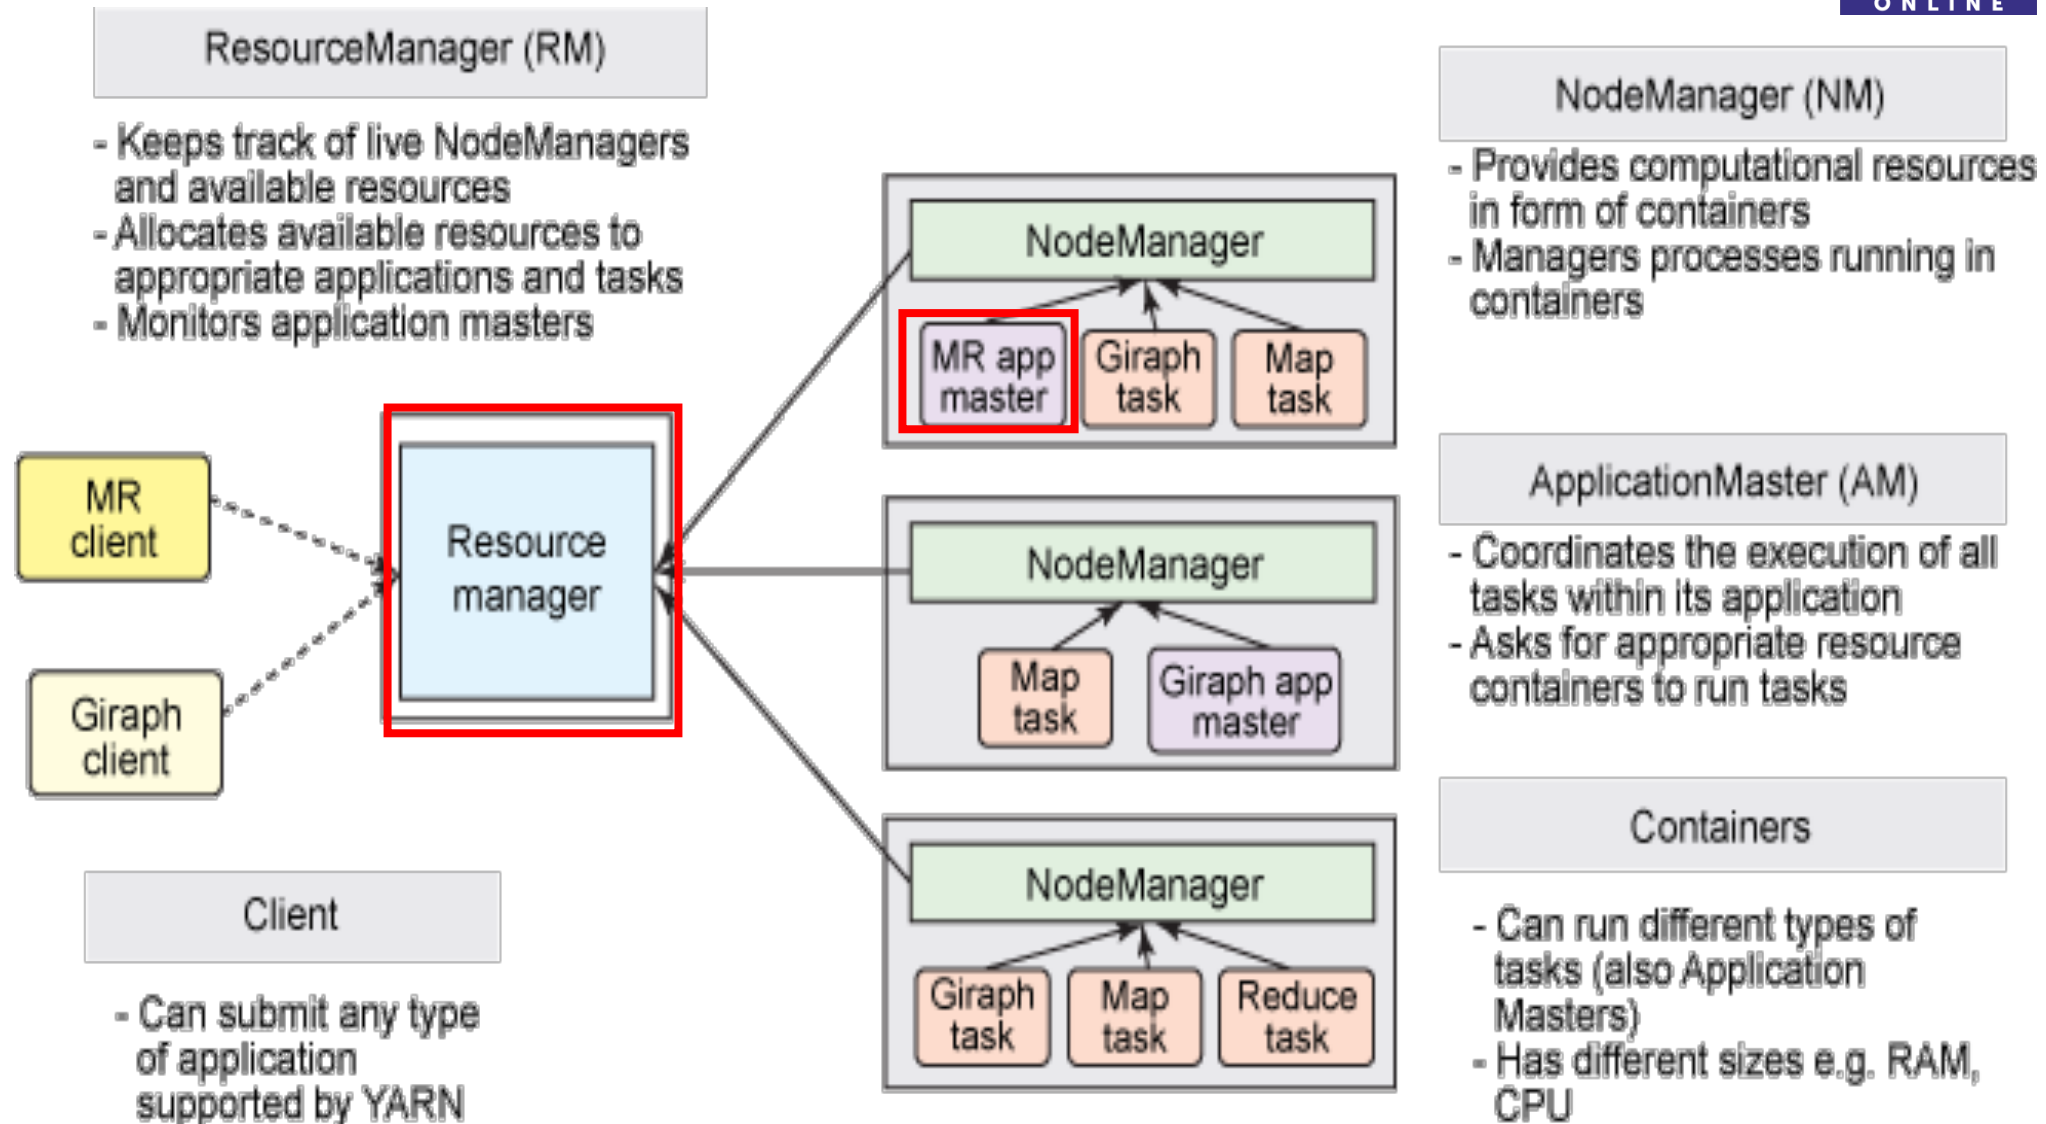 ONLINE
ResourceManager (RM)
- Keeps track of live NodeManagers
and available resources
- Allocates available resources to
appropriate applications and tasks
- Monitors application masters
MR
client
Giraph
client
Resource
manager
Client
- Can submit any type
of application
supported by YARN
NodeManager
MR app
master
Giraph
task
Map
task
NodeManager
Map
task
Giraph app
master
NodeManager
Giraph
task
Map
task
Reduce
task
NodeManager (NM)
- Provides computational resources
in form of containers
- Managers processes running in
containers
ApplicationMaster (AM)
- Coordinates the execution of all
tasks within its application
- Asks for appropriate resource
containers to run tasks
Containers
- Can run different types of
tasks (also Application
Masters)
- Has different sizes e.g. RAM,
CPU